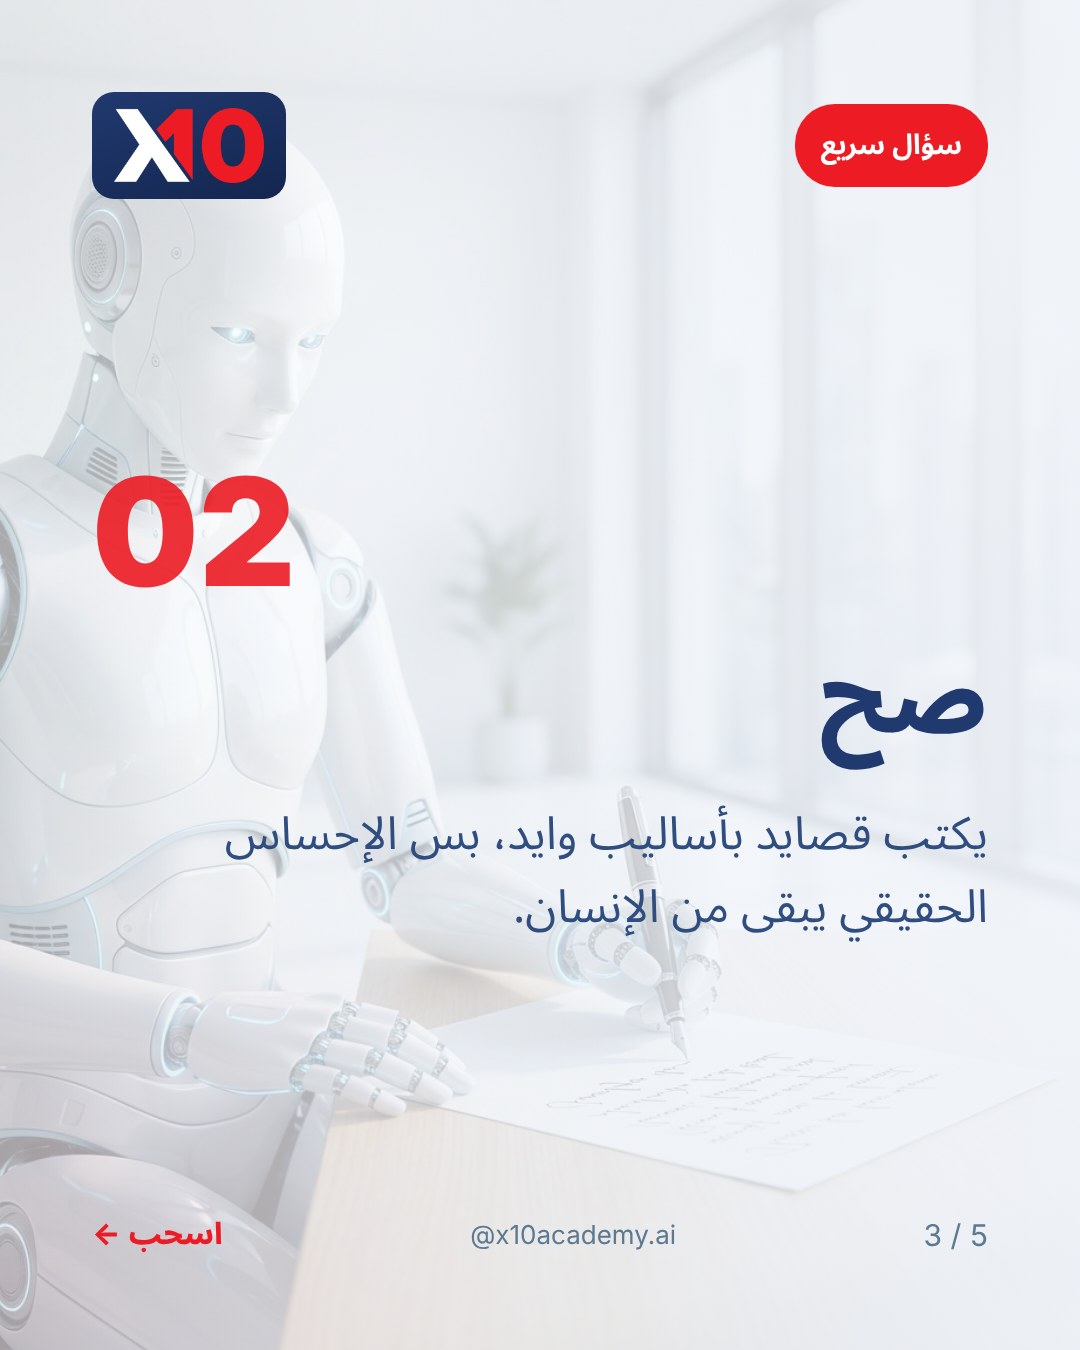 X10
سؤال سريع
02
صح
يكتب قصايد بأساليب وايد، بس الإحساس
الحقيقي يبقى من الإنسان.
اسحب ←
@x10academy.ai
3 / 5